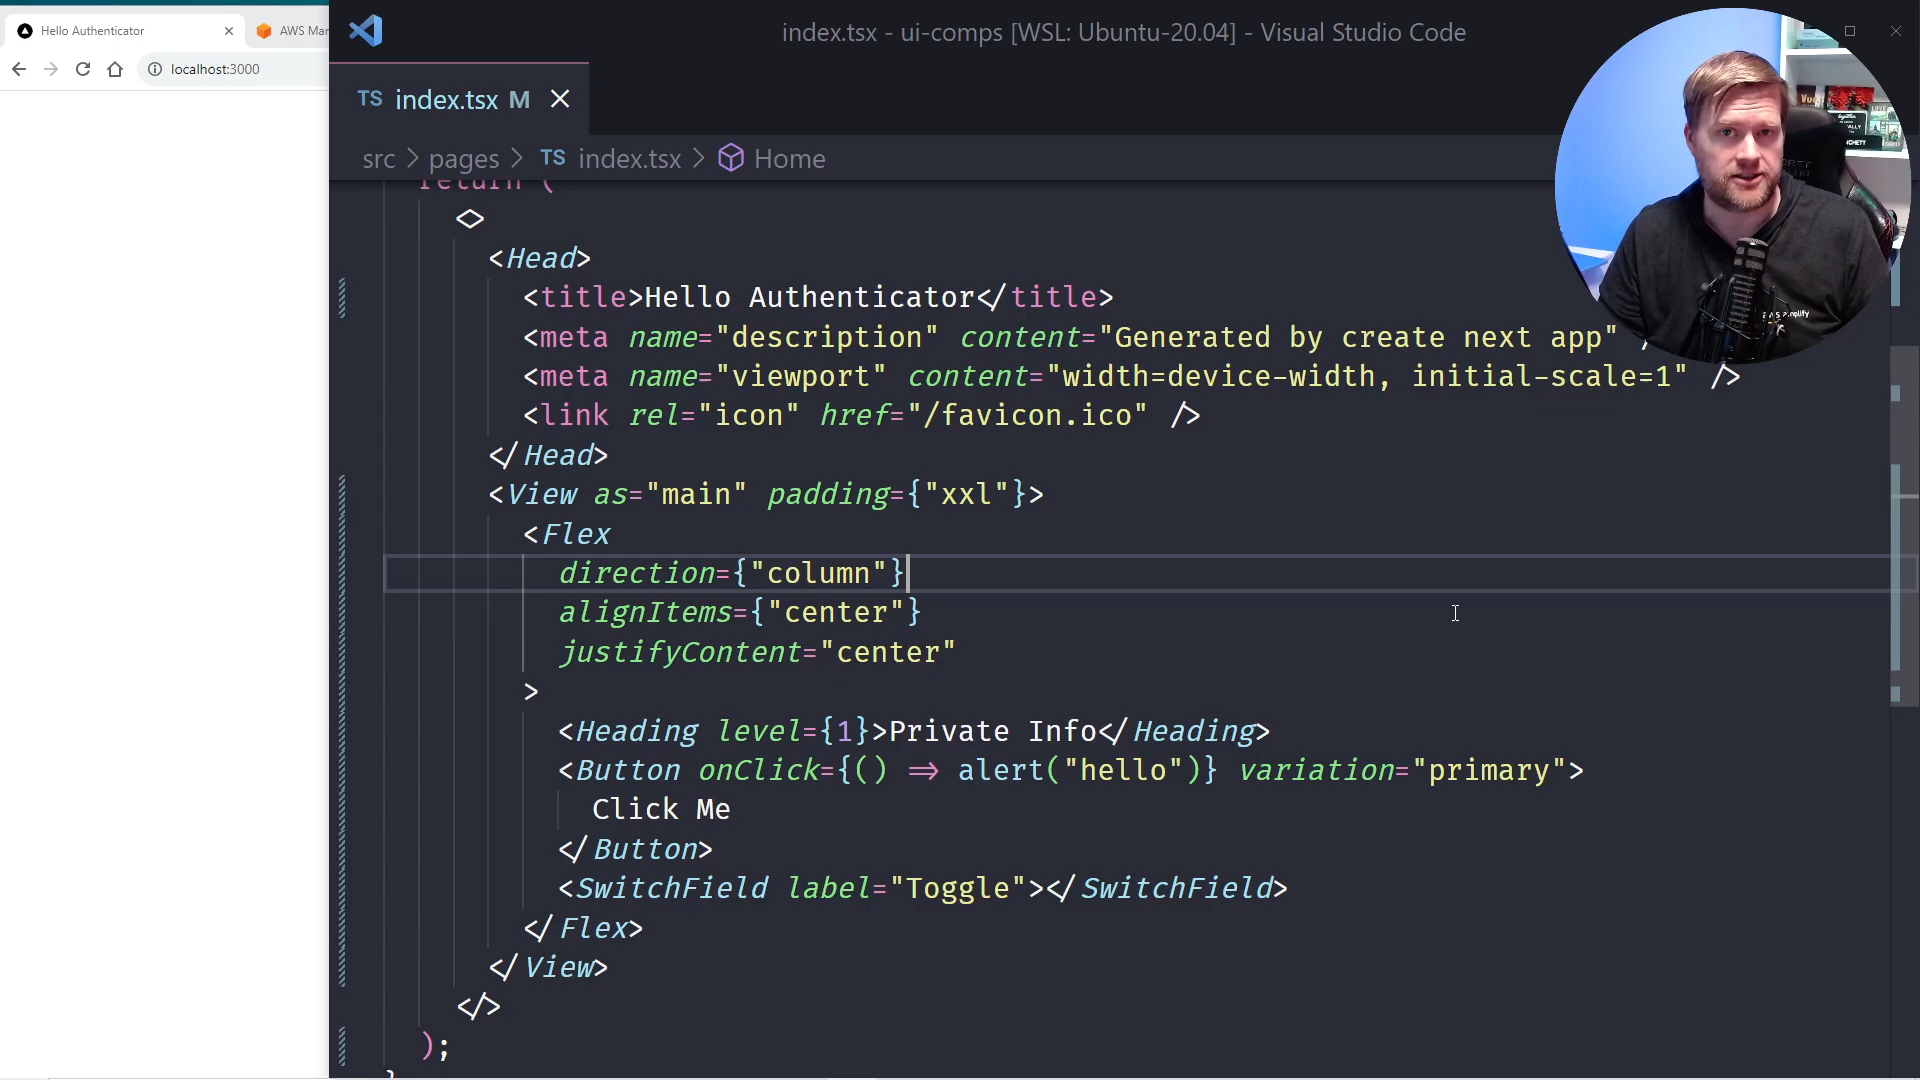 Hello Authenticator
AWS Mar
localhost:3000
index.tsx - ui-comps [WSL: Ubuntu-20.04] - Visual Studio Code
TS index.tsx M
src > pages > TS index.tsx > Home
return (
<>
<Head>
<title>Hello Authenticator</title>
<meta name="description" content="Generated by create next app" /
<meta name="viewport" content="width=device-width, initial-scale=1" />
<link rel="icon" href="/favicon.ico" />
</Head>
<View as="main" padding={"xxl"}>
<Flex
direction={"column"}
alignItems={"center"}
justifyContent="center"
>
<Heading level={1}>Private Info</Heading>
<Button onClick={() => alert("hello")} variation="primary">
Click Me
</Button>
<SwitchField label="Toggle"></SwitchField>
</Flex>
</View>
</>
);